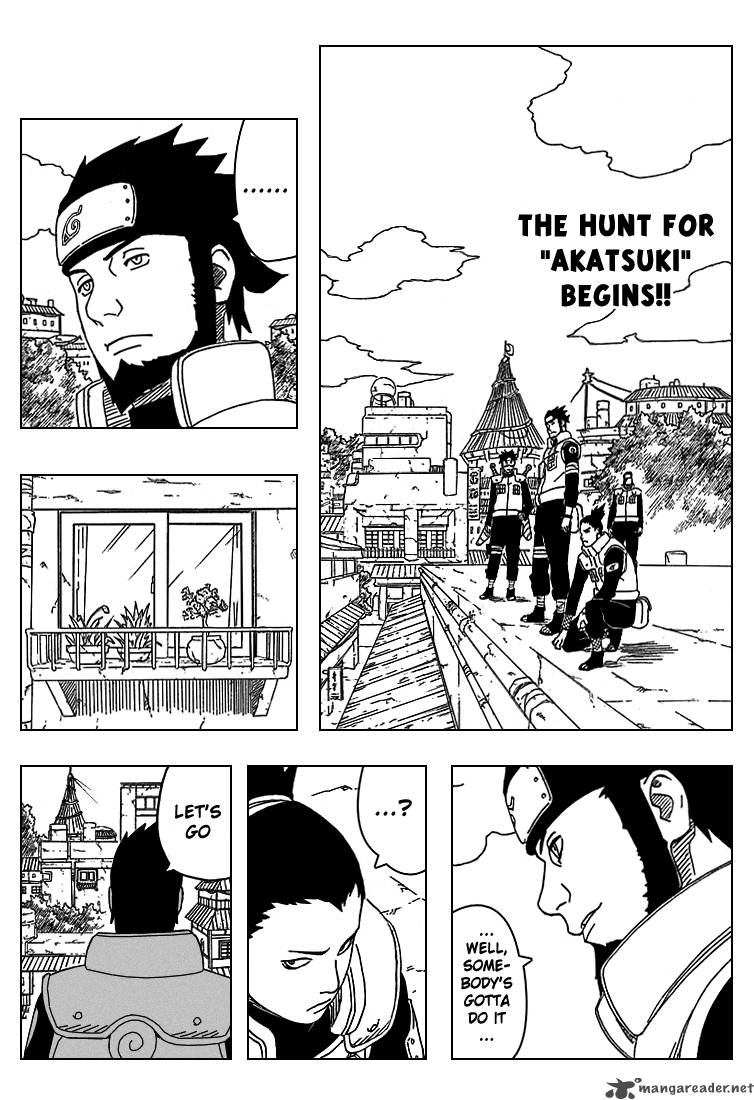 THE HUNT FOR
"AKATSUKI"
BEGINS!!
......
...
WELL,
SOME-
BODY'S
GOTTA
DO IT
...
...?
LET'S
GO
mangareader.net